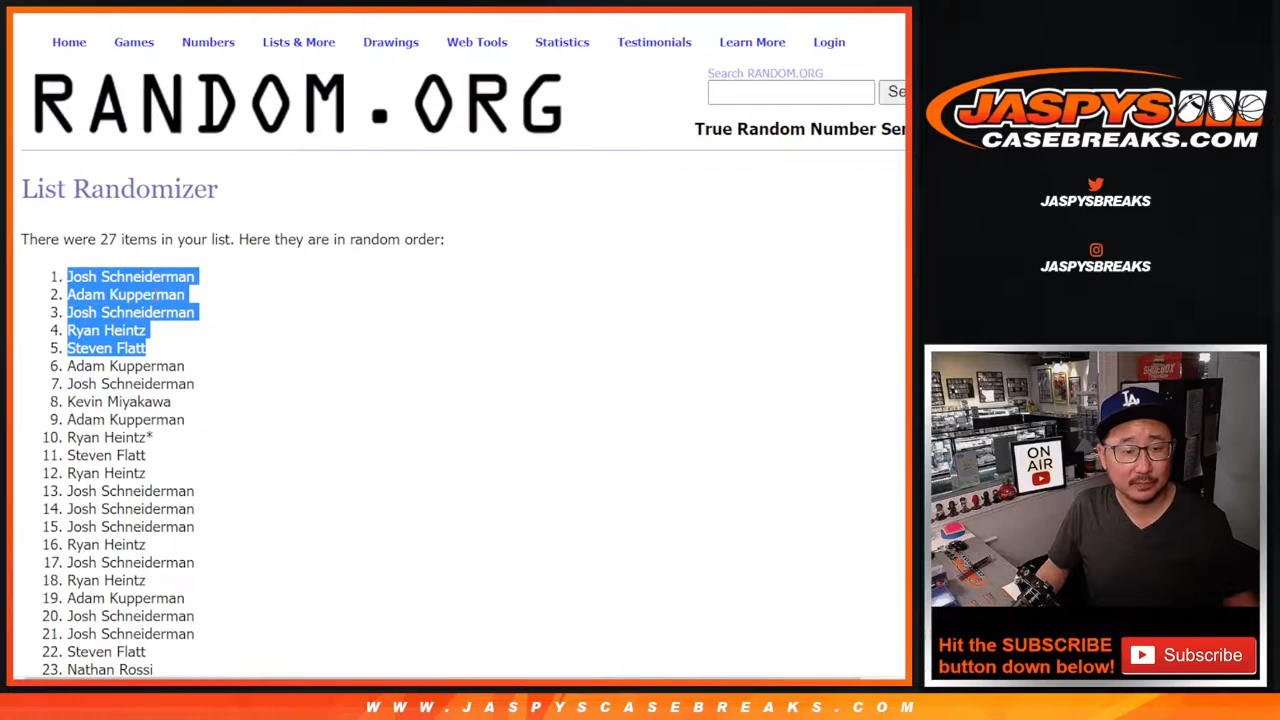 Home Games Numbers Lists & More Drawings Web Tools Statistics Testimonials Learn More Login
RANDOM.ORG
Search RANDOM.ORG
True Random Number Ser
List Randomizer
There were 27 items in your list. Here they are in random order:
1. Josh Schneiderman
2. Adam Kupperman
3. Josh Schneiderman
4. Ryan Heintz
5. Steven Flatt
6. Adam Kupperman
7. Josh Schneiderman
8. Kevin Miyakawa
9. Adam Kupperman
10. Ryan Heintz*
11. Steven Flatt
12. Ryan Heintz
13. Josh Schneiderman
14. Josh Schneiderman
15. Josh Schneiderman
16. Ryan Heintz
17. Josh Schneiderman
18. Ryan Heintz
19. Adam Kupperman
20. Josh Schneiderman
21. Josh Schneiderman
22. Steven Flatt
23. Nathan Rossi
JASPYS
CASEBREAKS.COM
JASPYSBREAKS
JASPYSBREAKS
SHOEBOX
ON
AIR
LA
Hit the SUBSCRIBE
button down below!
Subscribe
WWW.JASPYSCASEBREAKS.COM